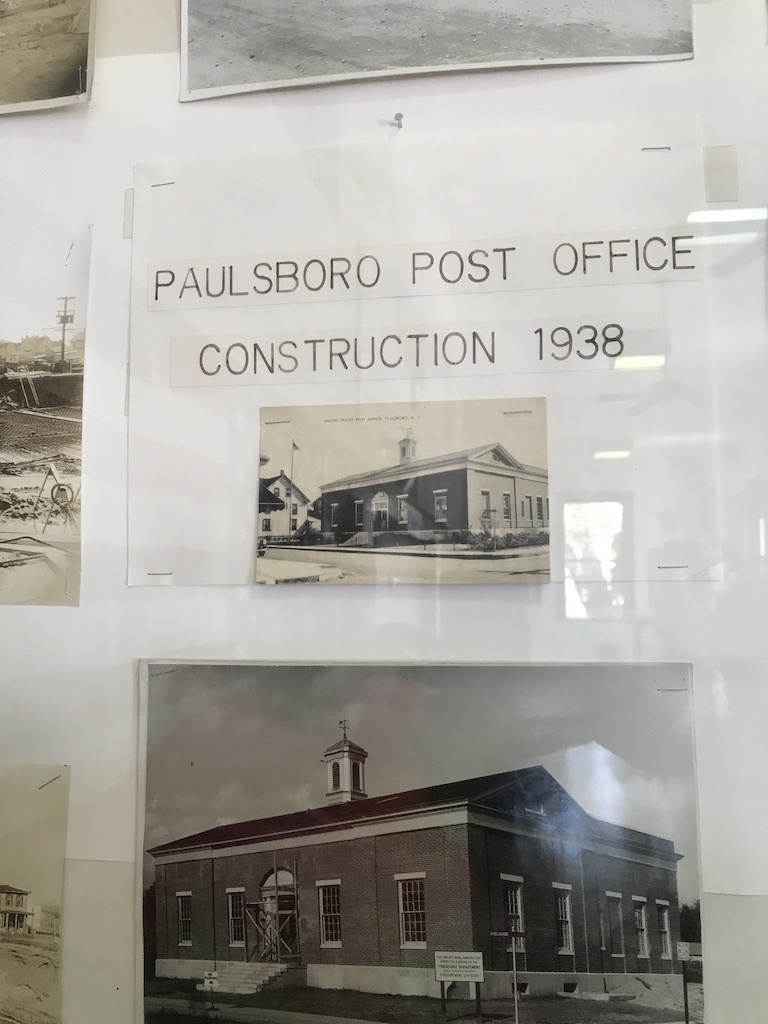 PAULSBORO POST OFFICE
CONSTRUCTION 1938
UNITED STATES POST OFFICE, PAULSBORO, N. J.
TREASURY DEPARTMENT